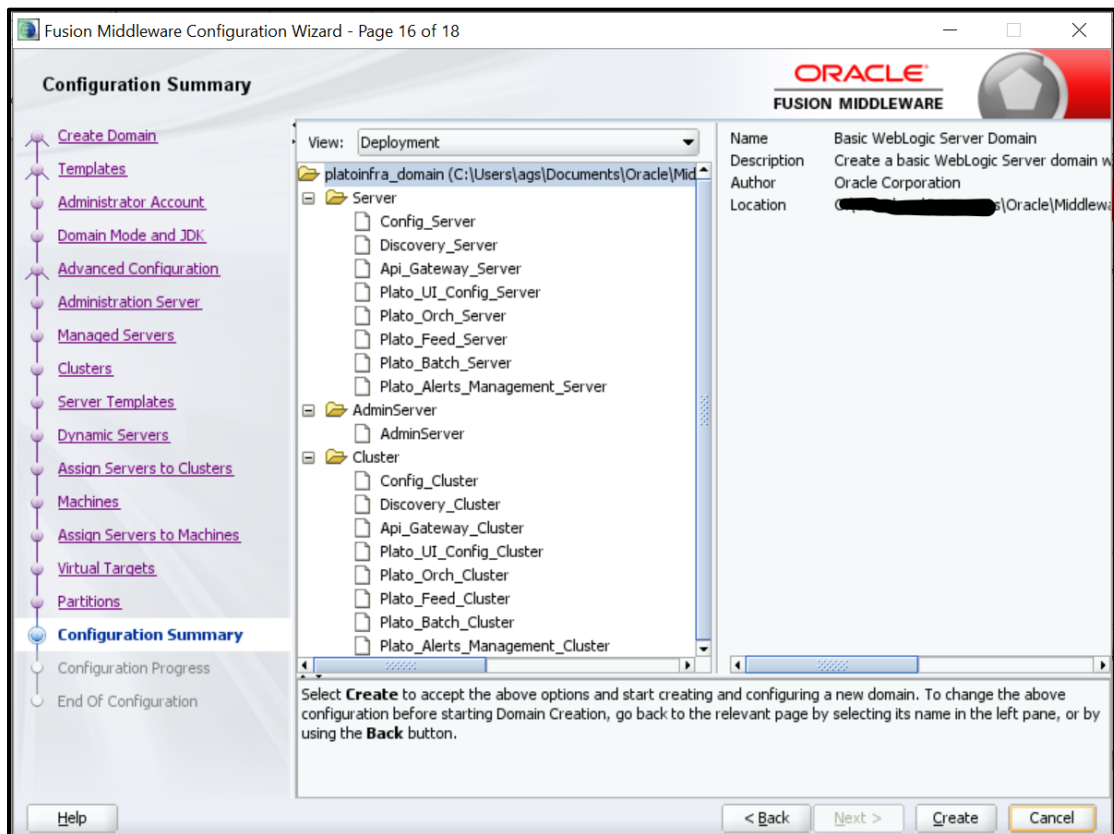 Fusion Middleware Configuration Wizard - Page 16 of 18
Configuration Summary
ORACLE
FUSION MIDDLEWARE
Create Domain
Templates
Administrator Account
Domain Mode and JDK
Advanced Configuration
Administration Server
Managed Servers
Clusters
Server Templates
Dynamic Servers
Assign Servers to Clusters
Machines
Assign Servers to Machines
Virtual Targets
Partitions
Configuration Summary
Configuration Progress
End Of Configuration
View: Deployment
platoinfra_domain (C:\Users\ags\Documents\Oracle\Mid
Server
Config_Server
Discovery_Server
Api_Gateway_Server
Plato_UI_Config_Server
Plato_Orch_Server
Plato_Feed_Server
Plato_Batch_Server
Plato_Alerts_Management_Server
AdminServer
AdminServer
Cluster
Config_Cluster
Discovery_Cluster
Api_Gateway_Cluster
Plato_UI_Config_Cluster
Plato_Orch_Cluster
Plato_Feed_Cluster
Plato_Batch_Cluster
Plato_Alerts_Management_Cluster
Name Basic WebLogic Server Domain
Description Create a basic WebLogic Server domain w
Author Oracle Corporation
Location s\Oracle\Middlewa
Select Create to accept the above options and start creating and configuring a new domain. To change the above
configuration before starting Domain Creation, go back to the relevant page by selecting its name in the left pane, or by
using the Back button.
Help
< Back Next > Create Cancel